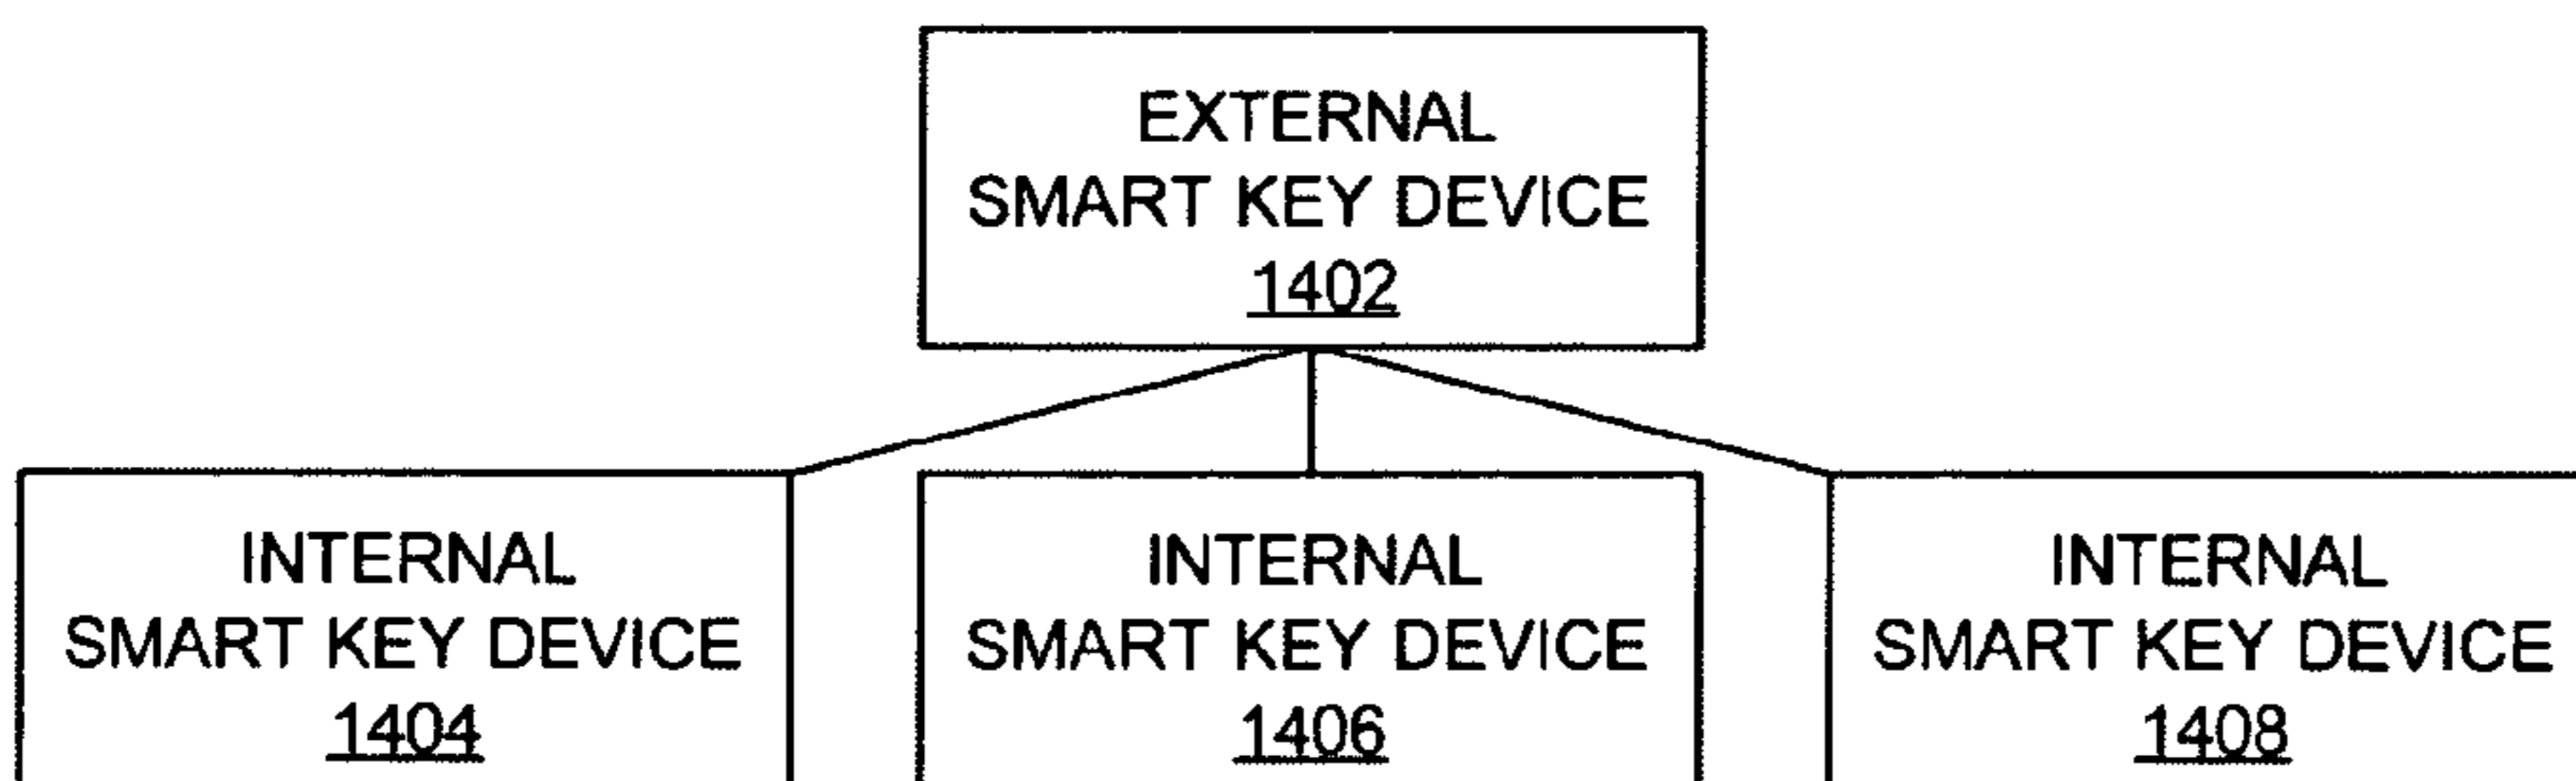 EXTERNAL
SMART KEY DEVICE
1402
INTERNAL
SMART KEY DEVICE
1404
INTERNAL
SMART KEY DEVICE
1406
INTERNAL
SMART KEY DEVICE
1408